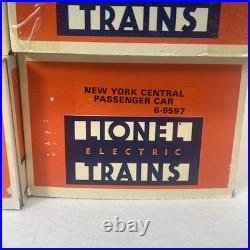 TRAINS
NEW YORK CENTRAL
PASSENGER CAR
6-9597
LIONEL
ELECTRIC
TRAINS